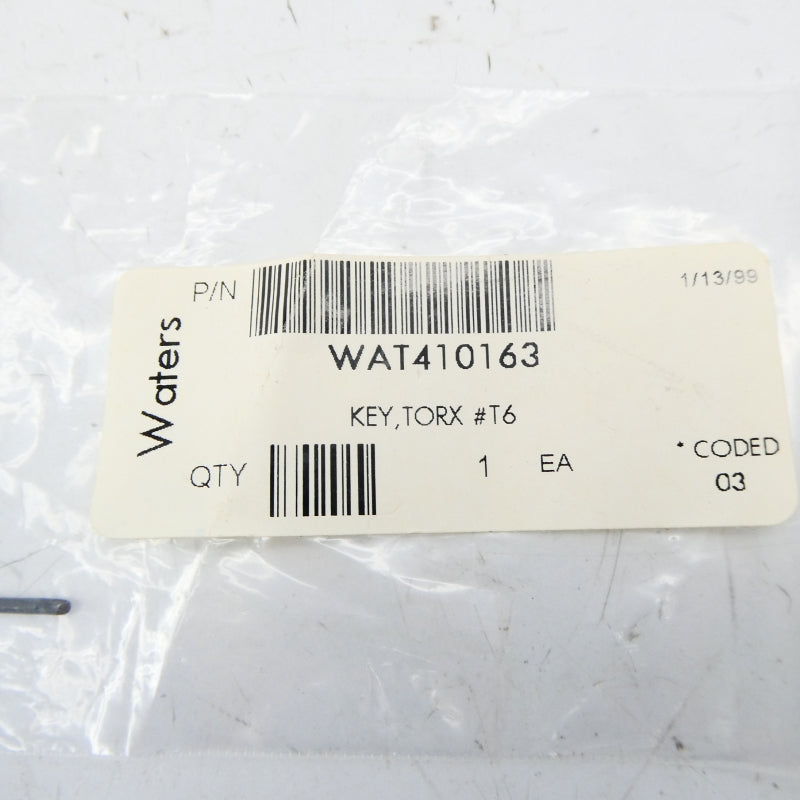 Waters
P/N
1/13/99
WAT410163
KEY,TORX #T6
QTY 1 EA
* CODED
03